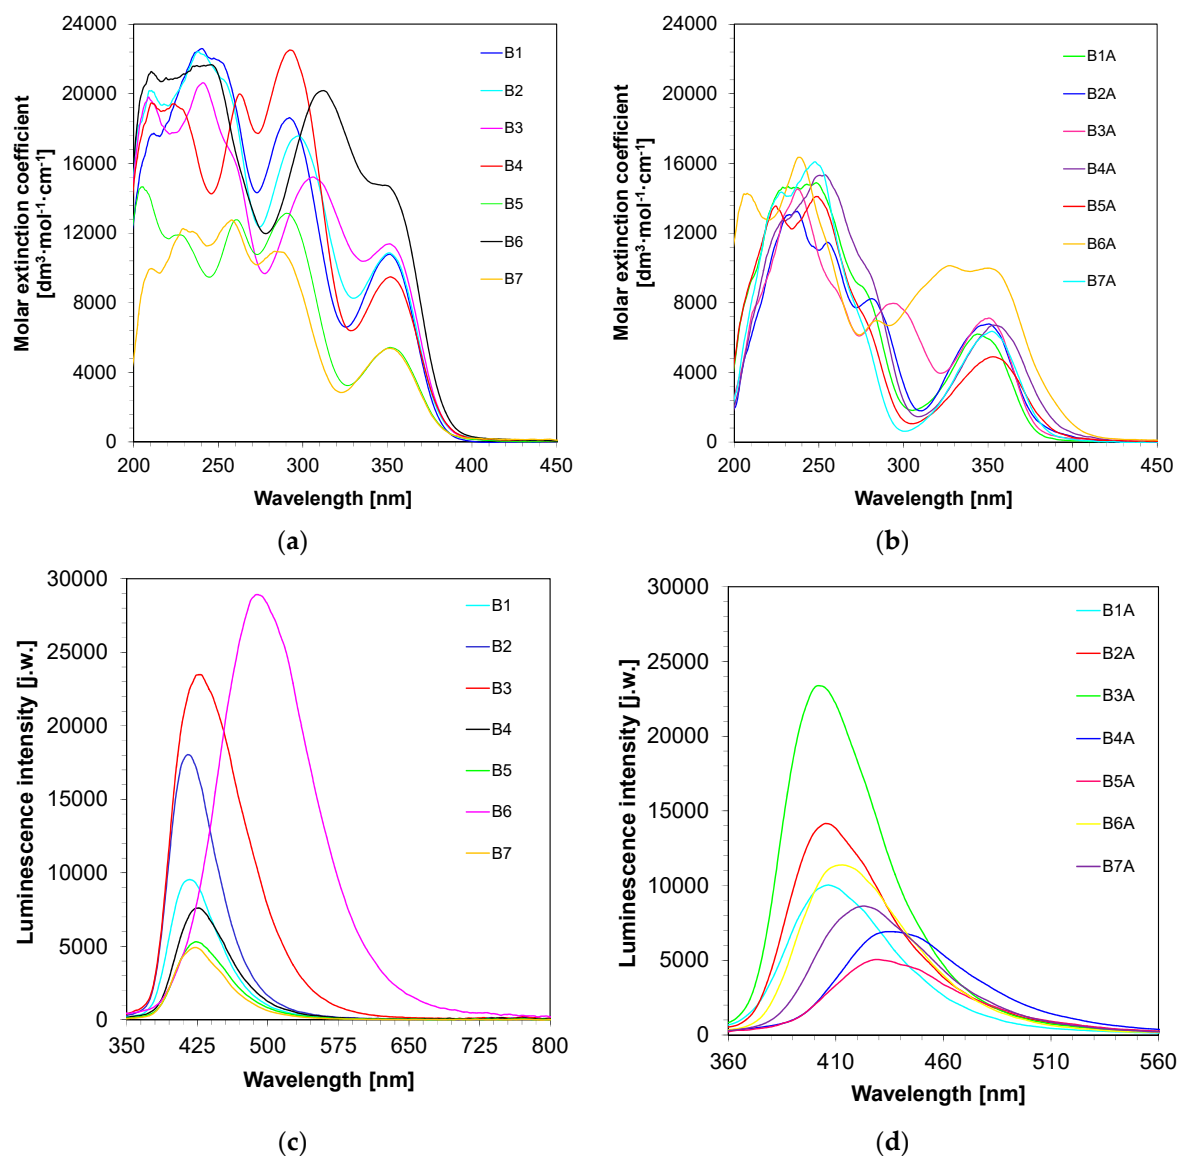 24000
20000
16000
12000
8000
4000
0
Molar extinction coefficient
[dm³·mol⁻¹·cm⁻¹]
200 250 300 350 400 450
Wavelength [nm]
B1
B2
B3
B4
B5
B6
B7
(a)
24000
20000
16000
12000
8000
4000
0
Molar extinction coefficient
[dm³·mol⁻¹·cm⁻¹]
200 250 300 350 400 450
Wavelength [nm]
B1A
B2A
B3A
B4A
B5A
B6A
B7A
(b)
30000
25000
20000
15000
10000
5000
0
Luminescence intensity [j.w.]
350 425 500 575 650 725 800
Wavelength [nm]
B1
B2
B3
B4
B5
B6
B7
(c)
30000
25000
20000
15000
10000
5000
0
Luminescence intensity [j.w.]
360 410 460 510 560
Wavelength [nm]
B1A
B2A
B3A
B4A
B5A
B6A
B7A
(d)